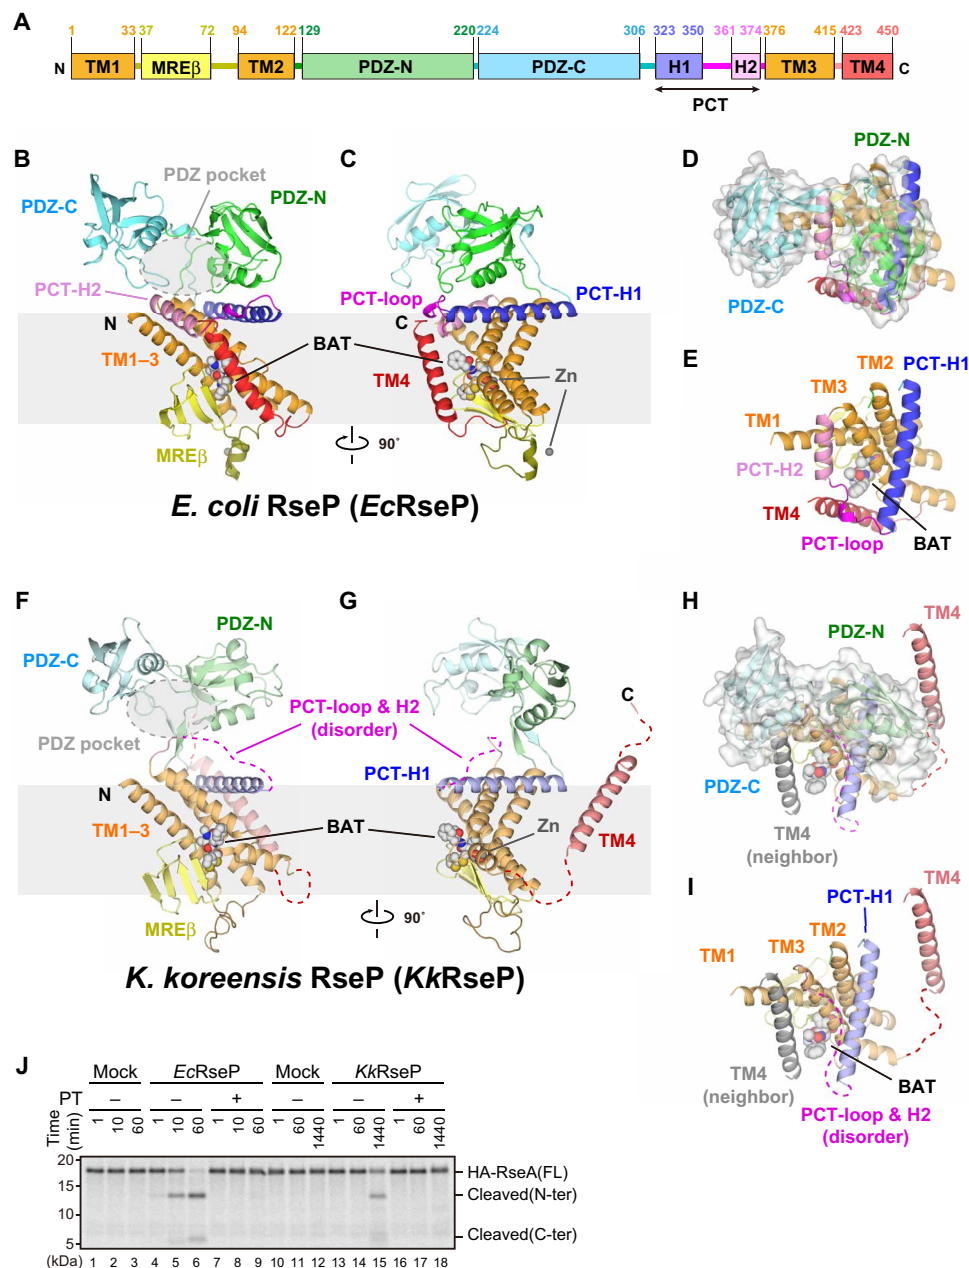 A
1 33 37 72 94 122 129 220 224 306 323 350 361 374 376 415 423 450
N TM1 MREβ TM2 PDZ-N PDZ-C H1 H2 TM3 TM4 C
PCT
B
PDZ pocket
PDZ-C
PDZ-N
PCT-H2
N
TM1–3
BAT
MREβ
90°
C
PCT-loop
PCT-H1
C
TM4
Zn
E. coli RseP (EcRseP)
D
PDZ-N
PDZ-C
E
TM2
PCT-H1
TM3
TM1
PCT-H2
TM4
BAT
PCT-loop
F
PDZ-N
PDZ-C
PDZ pocket
PCT-loop & H2
(disorder)
N
TM1–3
BAT
MREβ
90°
G
C
PCT-H1
Zn
TM4
K. koreensis RseP (KkRseP)
H
TM4
PDZ-N
PDZ-C
TM4
(neighbor)
I
TM4
PCT-H1
TM2
TM3
TM1
TM4
(neighbor)
BAT
PCT-loop & H2
(disorder)
J
Mock EcRseP Mock KkRseP
PT – – + – – +
Time (min) 1 10 60 1 10 60 1 10 60 1 60 1440 1 60 1440 1 60 1440
20
15
10
5
(kDa)
HA-RseA(FL)
Cleaved(N-ter)
Cleaved(C-ter)
1 2 3 4 5 6 7 8 9 10 11 12 13 14 15 16 17 18